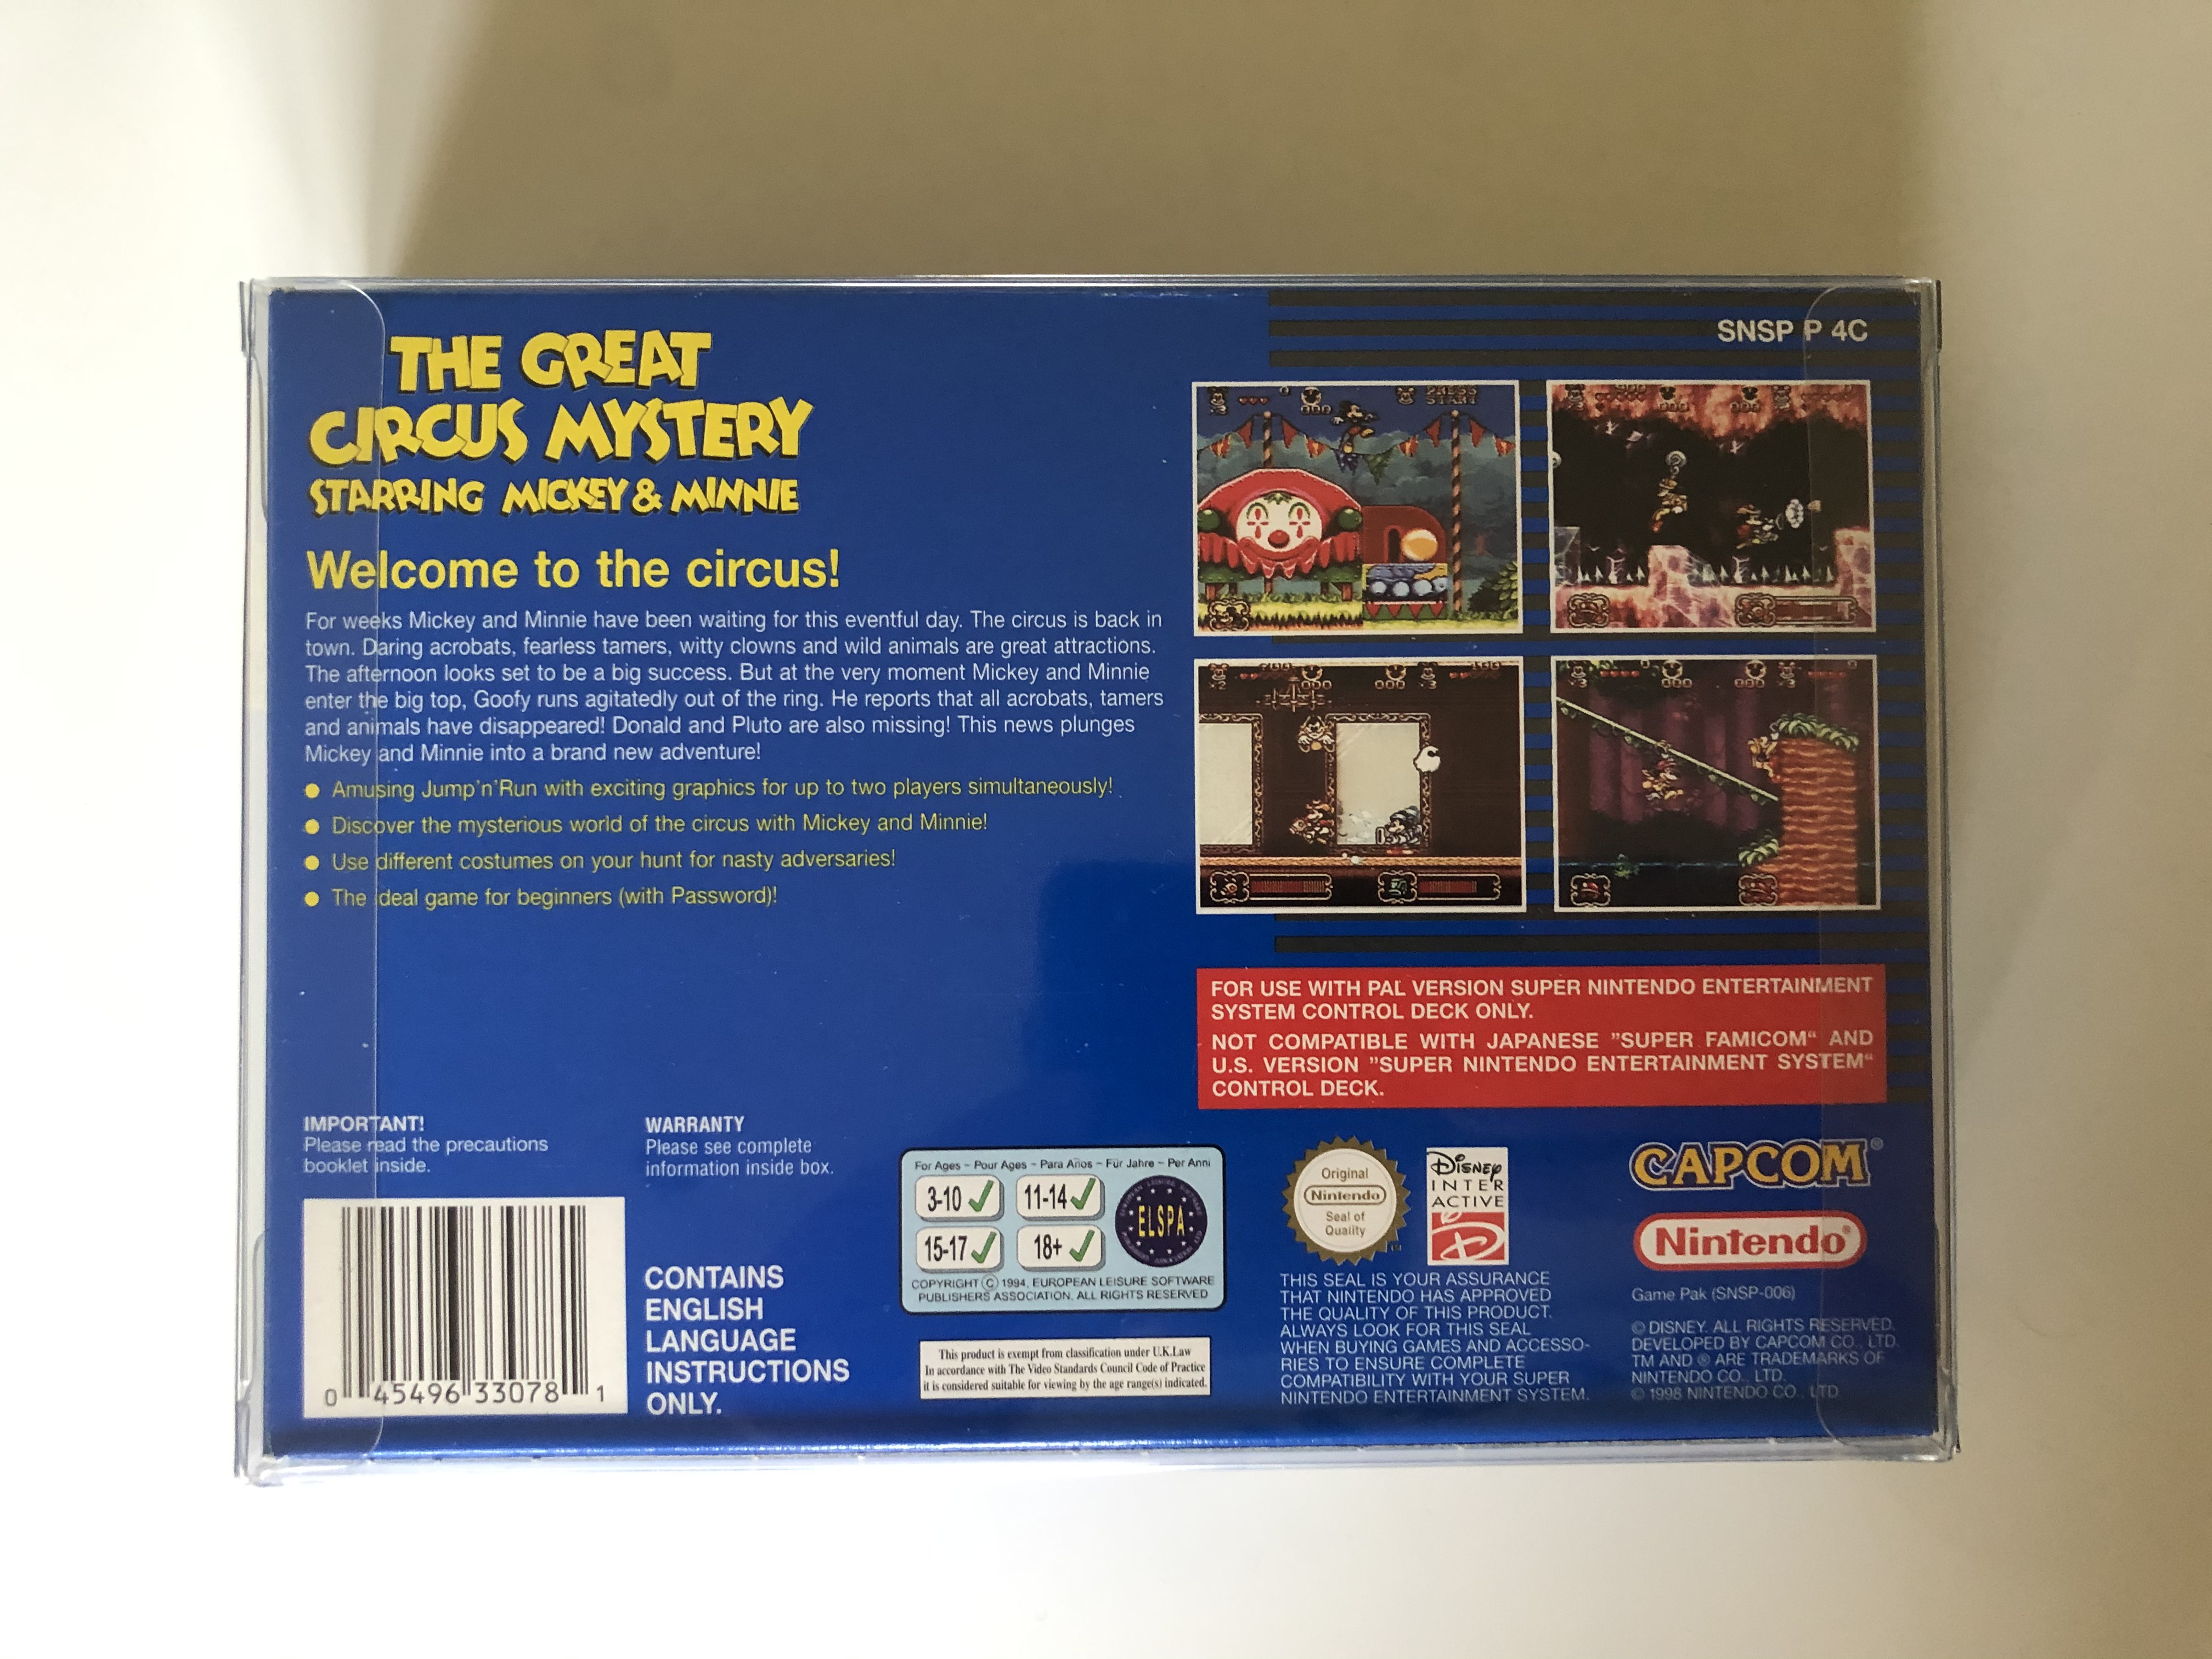 SNSP P 4C
THE GREAT
CIRCUS MYSTERY
STARRING MICKEY & MINNIE
Welcome to the circus!
For weeks Mickey and Minnie have been waiting for this eventful day. The circus is back in
town. Daring acrobats, fearless tamers, witty clowns and wild animals are great attractions.
The afternoon looks set to be a big success. But at the very moment Mickey and Minnie
enter the big top, Goofy runs agitatedly out of the ring. He reports that all acrobats, tamers
and animals have disappeared! Donald and Pluto are also missing! This news plunges
Mickey and Minnie into a brand new adventure!
● Amusing Jump'n'Run with exciting graphics for up to two players simultaneously!
● Discover the mysterious world of the circus with Mickey and Minnie!
● Use different costumes on your hunt for nasty adversaries!
● The ideal game for beginners (with Password)!
PRESS
START
FOR USE WITH PAL VERSION SUPER NINTENDO ENTERTAINMENT
SYSTEM CONTROL DECK ONLY.
NOT COMPATIBLE WITH JAPANESE ”SUPER FAMICOM“ AND
U.S. VERSION ”SUPER NINTENDO ENTERTAINMENT SYSTEM“
CONTROL DECK.
IMPORTANT!
Please read the precautions
booklet inside.
WARRANTY
Please see complete
information inside box.
0 45496 33078 1
CONTAINS
ENGLISH
LANGUAGE
INSTRUCTIONS
ONLY.
For Ages – Pour Ages – Para Años – Für Jahre – Per Anni
3-10 11-14
15-17 18+
ELSPA
COPYRIGHT © 1994, EUROPEAN LEISURE SOFTWARE
PUBLISHERS ASSOCIATION. ALL RIGHTS RESERVED
This product is exempt from classification under U.K.Law
In accordance with The Video Standards Council Code of Practice
it is considered suitable for viewing by the age range(s) indicated.
Original
Nintendo
Seal of
Quality
TM
DISNEY
INTER
ACTIVE
THIS SEAL IS YOUR ASSURANCE
THAT NINTENDO HAS APPROVED
THE QUALITY OF THIS PRODUCT.
ALWAYS LOOK FOR THIS SEAL
WHEN BUYING GAMES AND ACCESSO-
RIES TO ENSURE COMPLETE
COMPATIBILITY WITH YOUR SUPER
NINTENDO ENTERTAINMENT SYSTEM.
CAPCOM®
Nintendo®
Game Pak (SNSP-006)
© DISNEY. ALL RIGHTS RESERVED.
DEVELOPED BY CAPCOM CO., LTD.
TM AND ® ARE TRADEMARKS OF
NINTENDO CO., LTD.
© 1998 NINTENDO CO., LTD.